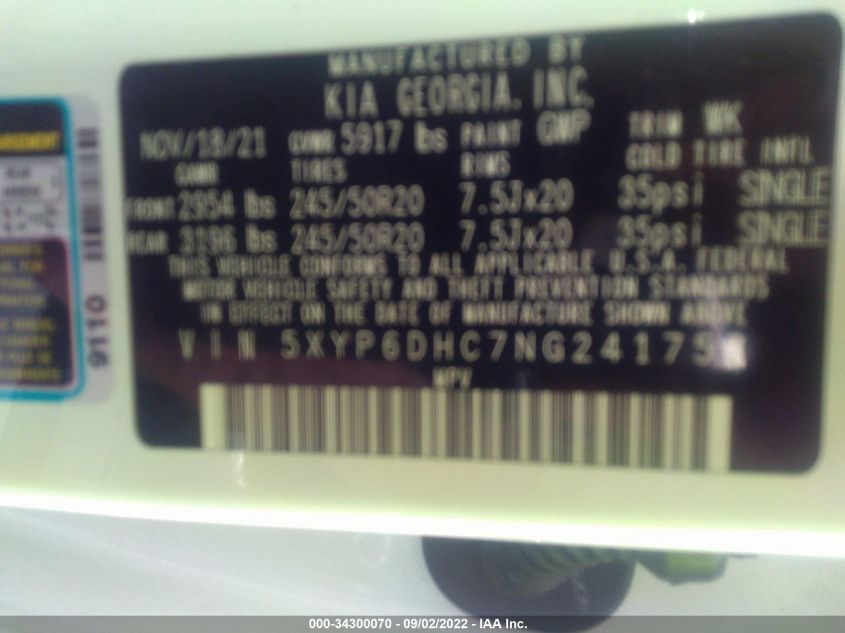 MANUFACTURED BY
KIA GEORGIA. INC.
NOV/18/21 GVWR 5917 lbs PAINT GWP TRIM WK
GAWR TIRES RIMS COLD TIRE INFL
FRONT 2954 lbs 245/50R20 7.5Jx20 35psi SINGLE
REAR 3196 lbs 245/50R20 7.5Jx20 35psi SINGLE
THIS VEHICLE CONFORMS TO ALL APPLICABLE U.S.A. FEDERAL
MOTOR VEHICLE SAFETY AND THEFT PREVENTION STANDARDS
IN EFFECT ON THE DATE OF MANUFACTURE SHOWN ABOVE
VIN 5XYP6DHC7NG24175
MPV
9110
000-34300070 - 09/02/2022 - IAA Inc.